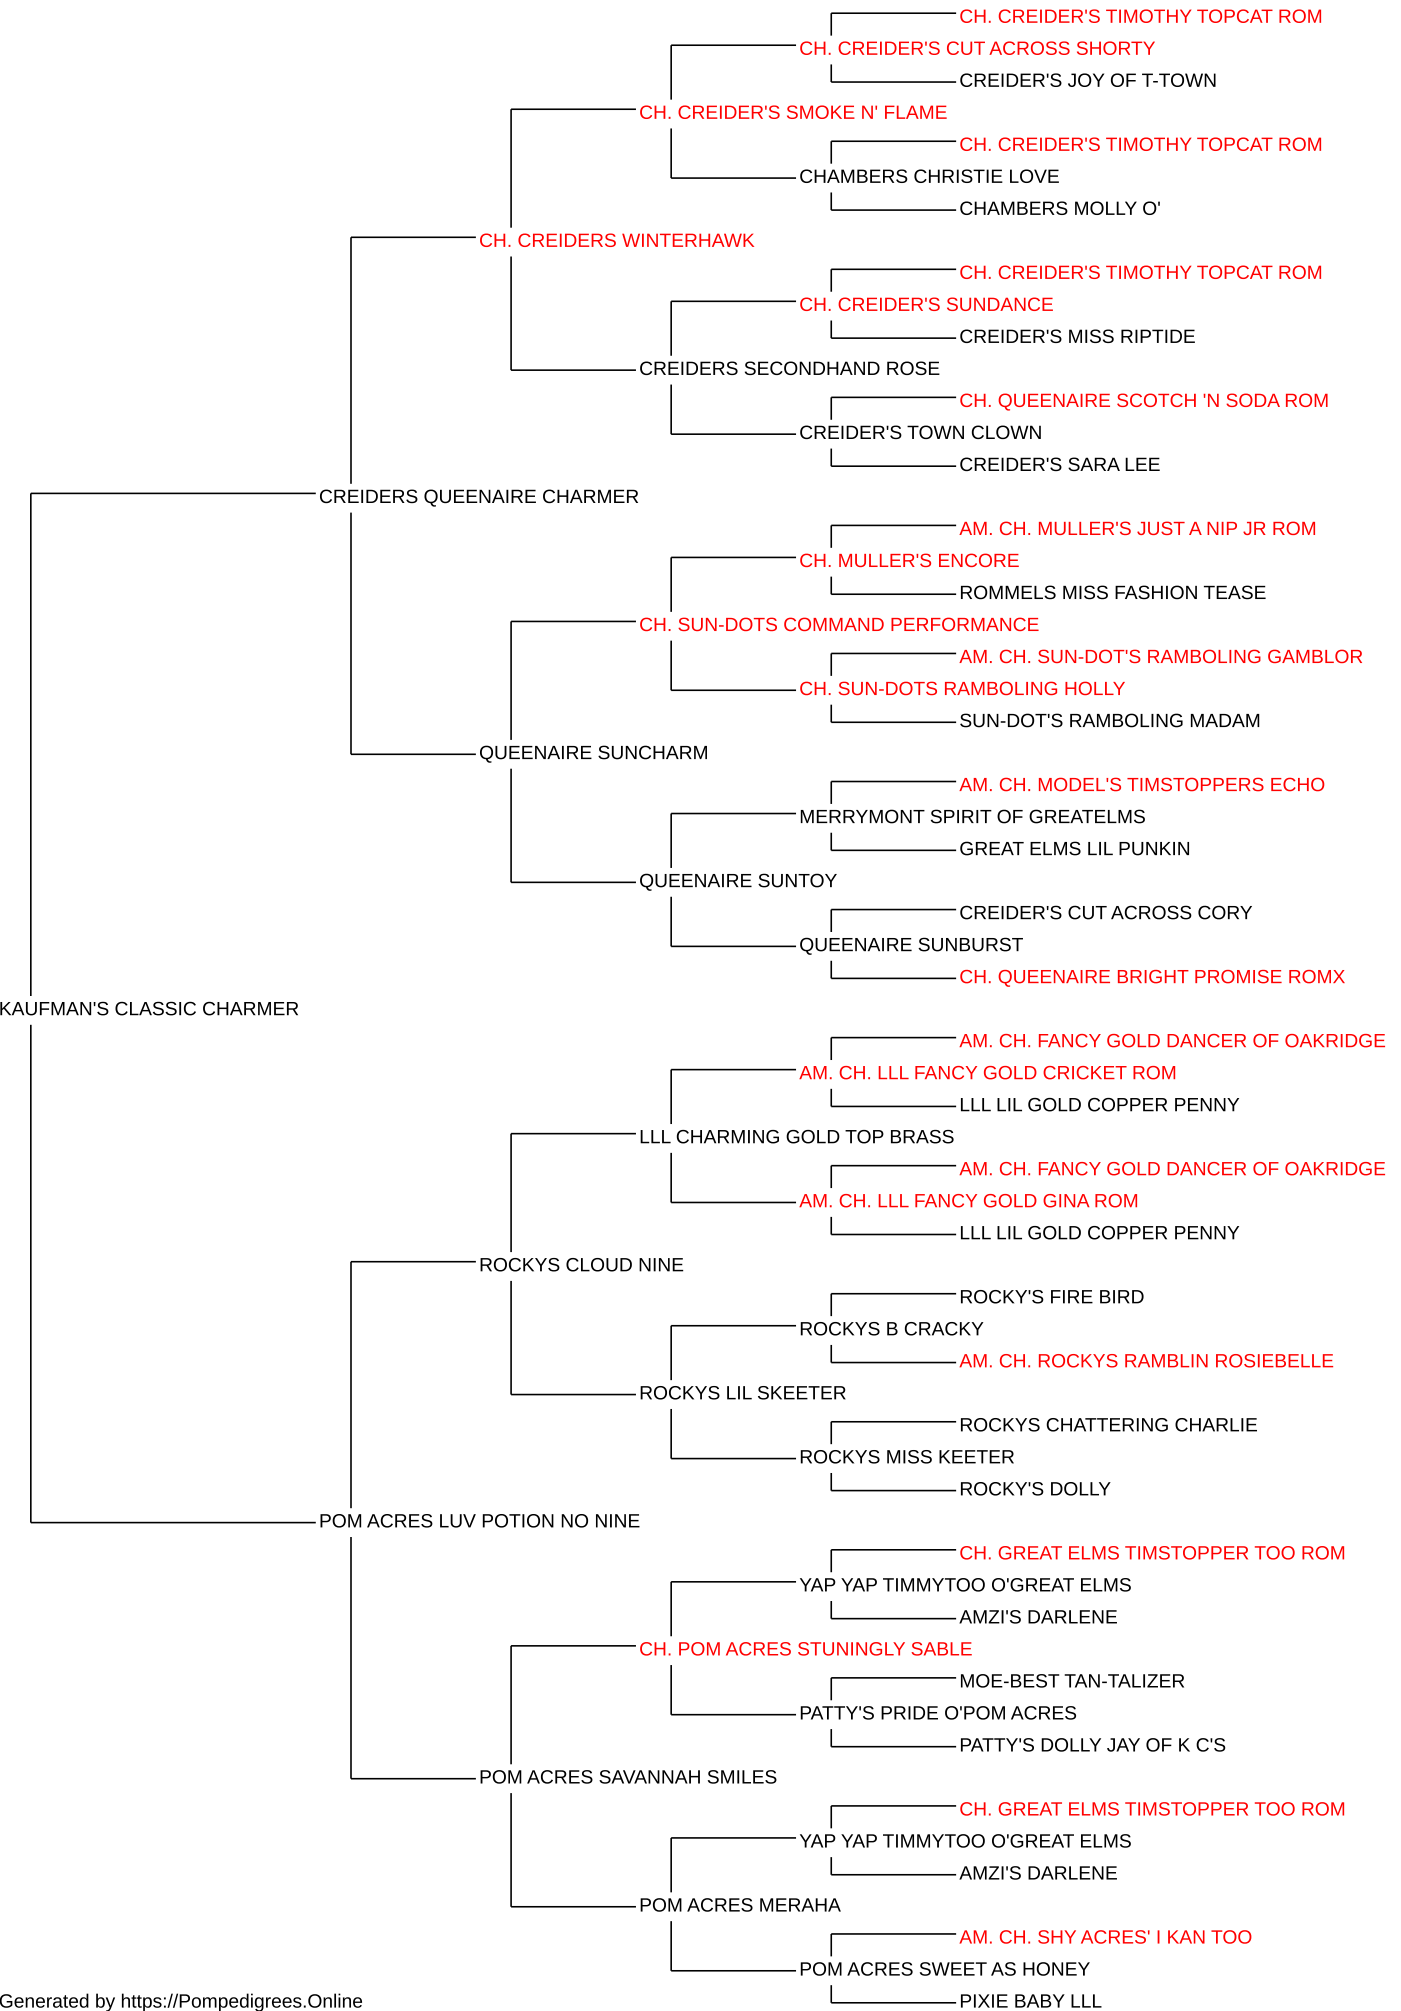 CH. CREIDER'S TIMOTHY TOPCAT ROM
CH. CREIDER'S CUT ACROSS SHORTY
CREIDER'S JOY OF T-TOWN
CH. CREIDER'S SMOKE N' FLAME
CH. CREIDER'S TIMOTHY TOPCAT ROM
CHAMBERS CHRISTIE LOVE
CHAMBERS MOLLY O'
CH. CREIDERS WINTERHAWK
CH. CREIDER'S TIMOTHY TOPCAT ROM
CH. CREIDER'S SUNDANCE
CREIDER'S MISS RIPTIDE
CREIDERS SECONDHAND ROSE
CH. QUEENAIRE SCOTCH 'N SODA ROM
CREIDER'S TOWN CLOWN
CREIDER'S SARA LEE
CREIDERS QUEENAIRE CHARMER
AM. CH. MULLER'S JUST A NIP JR ROM
CH. MULLER'S ENCORE
ROMMELS MISS FASHION TEASE
CH. SUN-DOTS COMMAND PERFORMANCE
AM. CH. SUN-DOT'S RAMBOLING GAMBLOR
CH. SUN-DOTS RAMBOLING HOLLY
SUN-DOT'S RAMBOLING MADAM
QUEENAIRE SUNCHARM
AM. CH. MODEL'S TIMSTOPPERS ECHO
MERRYMONT SPIRIT OF GREATELMS
GREAT ELMS LIL PUNKIN
QUEENAIRE SUNTOY
CREIDER'S CUT ACROSS CORY
QUEENAIRE SUNBURST
CH. QUEENAIRE BRIGHT PROMISE ROMX
KAUFMAN'S CLASSIC CHARMER
AM. CH. FANCY GOLD DANCER OF OAKRIDGE
AM. CH. LLL FANCY GOLD CRICKET ROM
LLL LIL GOLD COPPER PENNY
LLL CHARMING GOLD TOP BRASS
AM. CH. FANCY GOLD DANCER OF OAKRIDGE
AM. CH. LLL FANCY GOLD GINA ROM
LLL LIL GOLD COPPER PENNY
ROCKYS CLOUD NINE
ROCKY'S FIRE BIRD
ROCKYS B CRACKY
AM. CH. ROCKYS RAMBLIN ROSIEBELLE
ROCKYS LIL SKEETER
ROCKYS CHATTERING CHARLIE
ROCKYS MISS KEETER
ROCKY'S DOLLY
POM ACRES LUV POTION NO NINE
CH. GREAT ELMS TIMSTOPPER TOO ROM
YAP YAP TIMMYTOO O'GREAT ELMS
AMZI'S DARLENE
CH. POM ACRES STUNINGLY SABLE
MOE-BEST TAN-TALIZER
PATTY'S PRIDE O'POM ACRES
PATTY'S DOLLY JAY OF K C'S
POM ACRES SAVANNAH SMILES
CH. GREAT ELMS TIMSTOPPER TOO ROM
YAP YAP TIMMYTOO O'GREAT ELMS
AMZI'S DARLENE
POM ACRES MERAHA
AM. CH. SHY ACRES' I KAN TOO
POM ACRES SWEET AS HONEY
PIXIE BABY LLL
Generated by https://Pompedigrees.Online